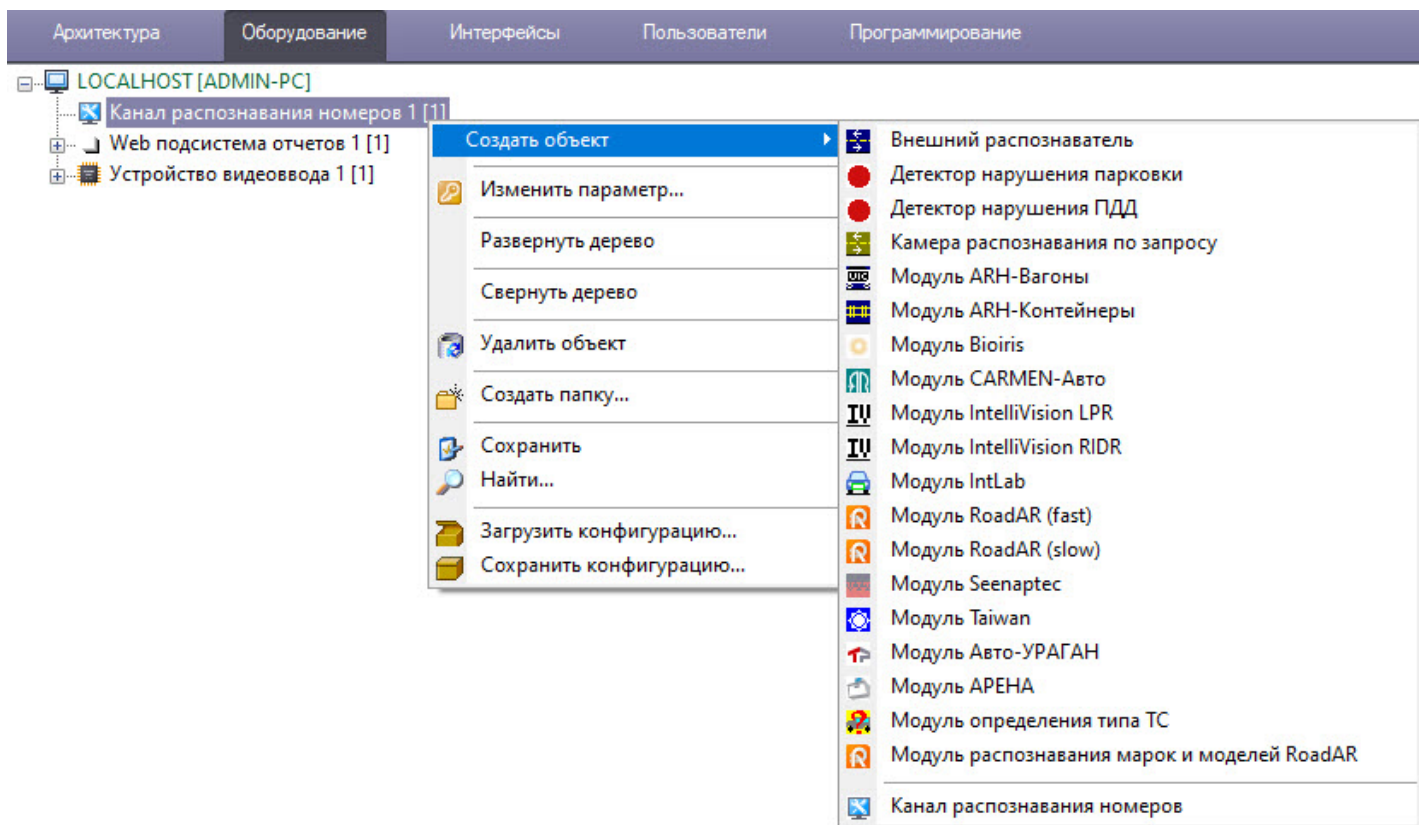 Архитектура Оборудование Интерфейсы Пользователи Программирование
LOCALHOST [ADMIN-PC]
Канал распознавания номеров 1 [1]
Web подсистема отчетов 1 [1]
Устройство видеоввода 1 [1]
Создать объект
Изменить параметр...
Развернуть дерево
Свернуть дерево
Удалить объект
Создать папку...
Сохранить
Найти...
Загрузить конфигурацию...
Сохранить конфигурацию...
Внешний распознаватель
Детектор нарушения парковки
Детектор нарушения ПДД
Камера распознавания по запросу
Модуль ARH-Вагоны
Модуль ARH-Контейнеры
Модуль Bioiris
Модуль CARMEN-Авто
IV Модуль IntelliVision LPR
IV Модуль IntelliVision RIDR
Модуль IntLab
Модуль RoadAR (fast)
Модуль RoadAR (slow)
Модуль Seenaptec
Модуль Taiwan
Модуль Авто-УРАГАН
Модуль АРЕНА
Модуль определения типа ТС
Модуль распознавания марок и моделей RoadAR
Канал распознавания номеров